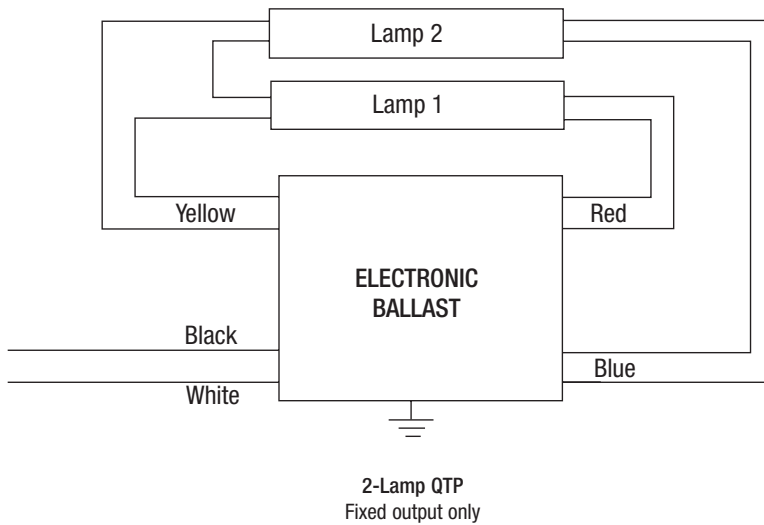 Lamp 2
Lamp 1
Yellow
Red
ELECTRONIC
BALLAST
Black
Blue
White
2-Lamp QTP
Fixed output only